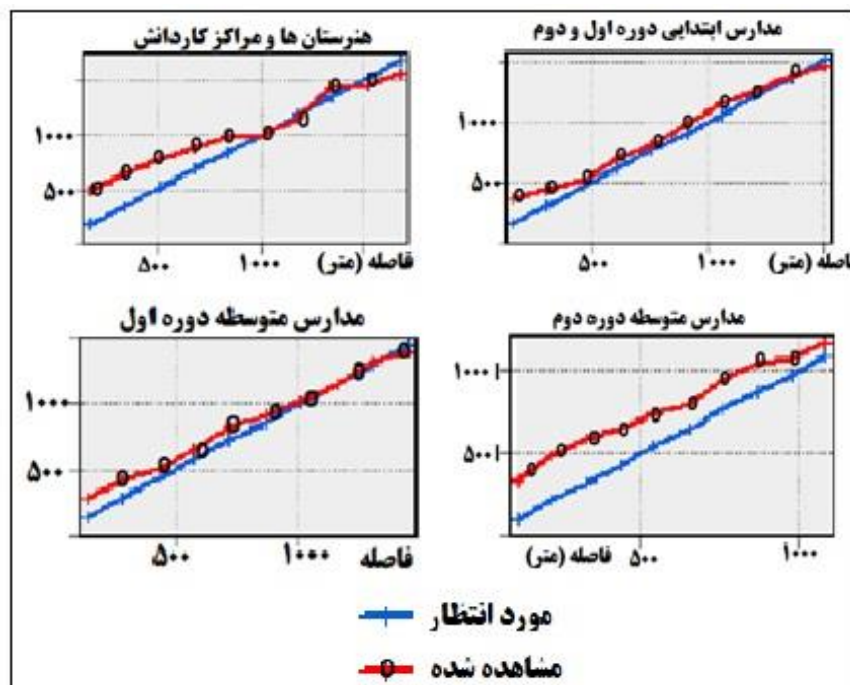 مدارس ابتدایی دوره اول و دوم
۱۰۰۰
۵۰۰
۵۰۰
۱۰۰۰
فاصله (متر)
هنرستان ها و مراکز کاردانش
۱۰۰۰
۵۰۰
۵۰۰
۱۰۰۰
فاصله (متر)
مدارس متوسطه دوره دوم
۱۰۰۰
۵۰۰
فاصله (متر)
۵۰۰
۱۰۰۰
مدارس متوسطه دوره اول
۱۰۰۰
۵۰۰
۵۰۰
۱۰۰۰
فاصله
مورد انتظار
مشاهده شده